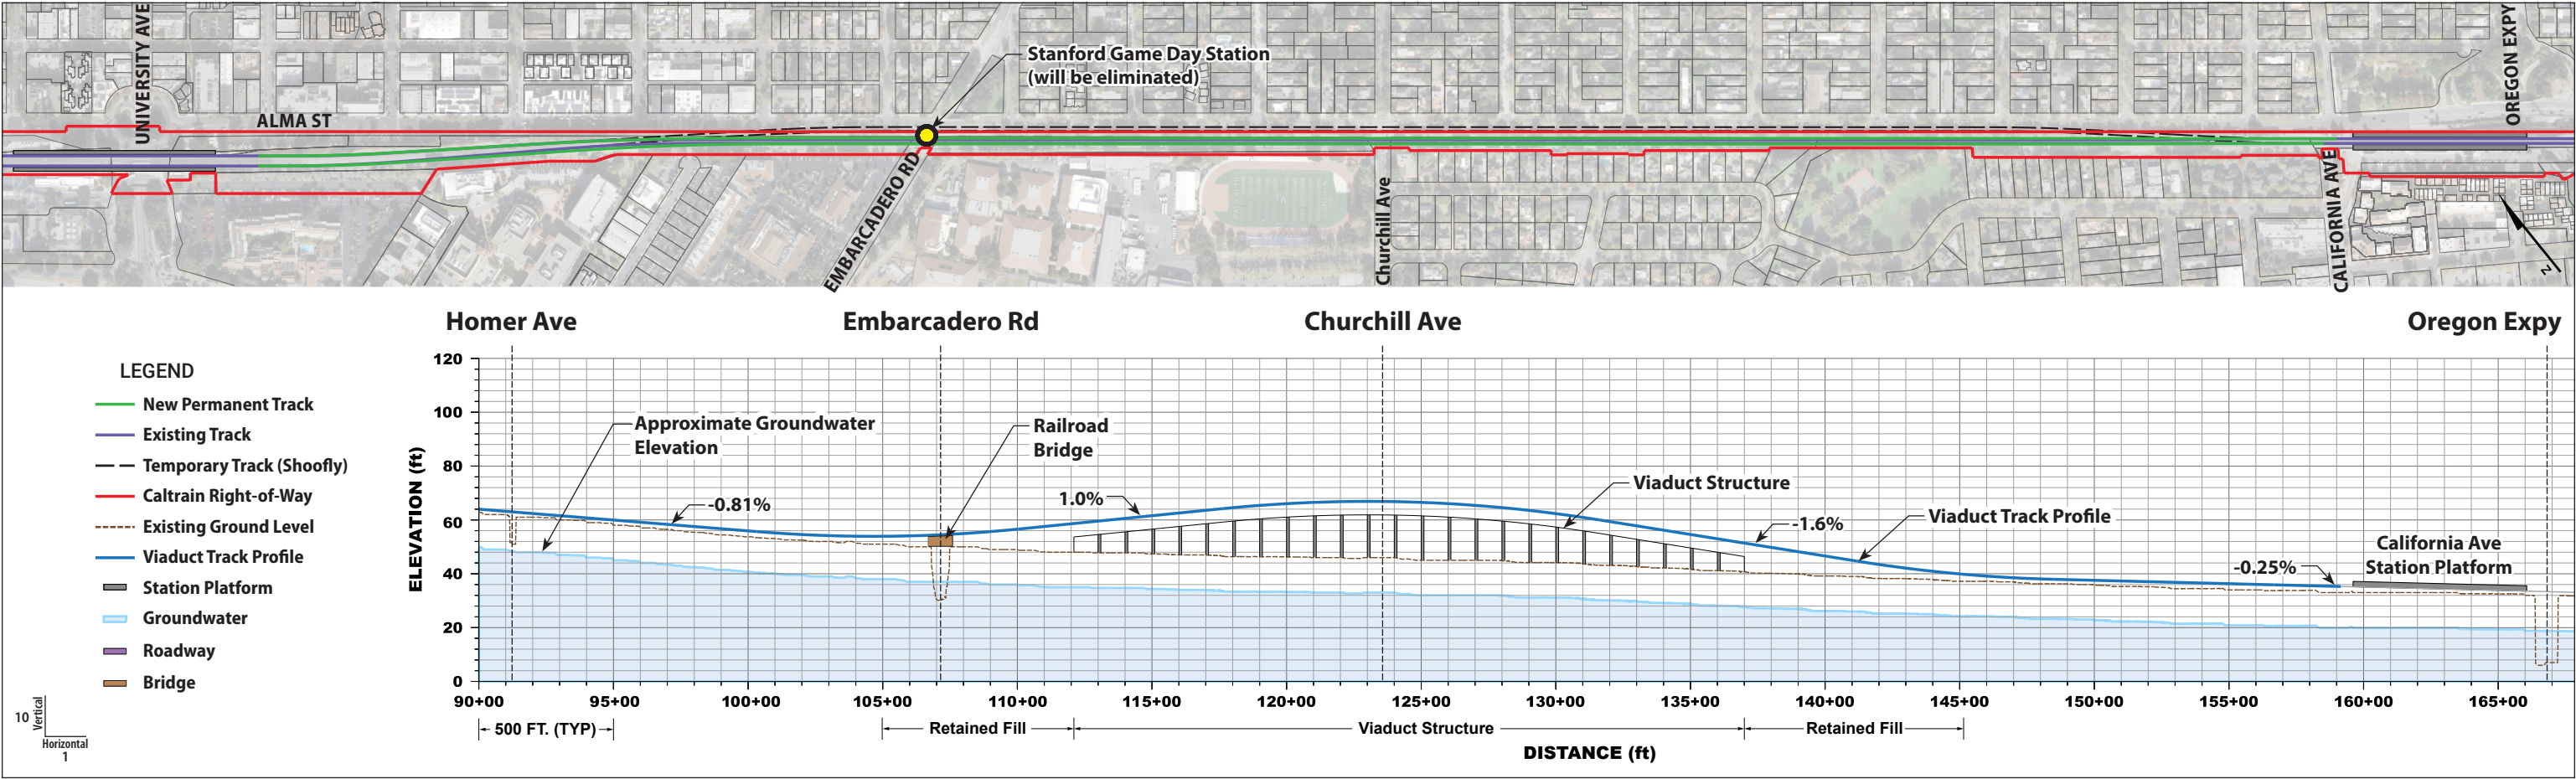 UNIVERSITY AVE
ALMA ST
Stanford Game Day Station
(will be eliminated)
EMBARCADERO RD
Churchill Ave
CALIFORNIA AVE
OREGON EXPY
N
Homer Ave
Embarcadero Rd
Churchill Ave
Oregon Expy
LEGEND
New Permanent Track
Existing Track
Temporary Track (Shoofly)
Caltrain Right-of-Way
Existing Ground Level
Viaduct Track Profile
Station Platform
Groundwater
Roadway
Bridge
10
Vertical
Horizontal
1
ELEVATION (ft)
120
100
80
60
40
20
0
Approximate Groundwater
Elevation
-0.81%
Railroad
Bridge
1.0%
Viaduct Structure
-1.6%
Viaduct Track Profile
-0.25%
California Ave
Station Platform
90+00
95+00
100+00
105+00
110+00
115+00
120+00
125+00
130+00
135+00
140+00
145+00
150+00
155+00
160+00
165+00
500 FT. (TYP)
Retained Fill
Viaduct Structure
Retained Fill
DISTANCE (ft)